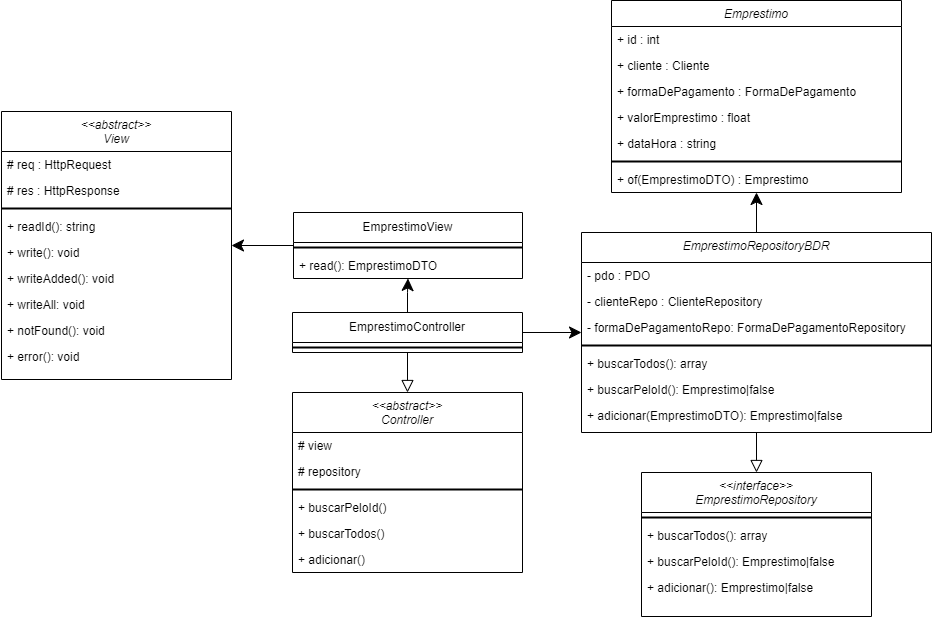 Emprestimo
+ id : int
+ cliente : Cliente
+ formaDePagamento : FormaDePagamento
+ valorEmprestimo : float
+ dataHora : string
+ of(EmprestimoDTO) : Emprestimo
<<abstract>>
View
# req : HttpRequest
# res : HttpResponse
+ readId(): string
+ write(): void
+ writeAdded(): void
+ writeAll: void
+ notFound(): void
+ error(): void
EmprestimoView
+ read(): EmprestimoDTO
EmprestimoController
<<abstract>>
Controller
# view
# repository
+ buscarPeloId()
+ buscarTodos()
+ adicionar()
EmprestimoRepositoryBDR
- pdo : PDO
- clienteRepo : ClienteRepository
- formaDePagamentoRepo: FormaDePagamentoRepository
+ buscarTodos(): array
+ buscarPeloId(): Emprestimo|false
+ adicionar(EmprestimoDTO): Emprestimo|false
<<interface>>
EmprestimoRepository
+ buscarTodos(): array
+ buscarPeloId(): Emprestimo|false
+ adicionar(): Emprestimo|false